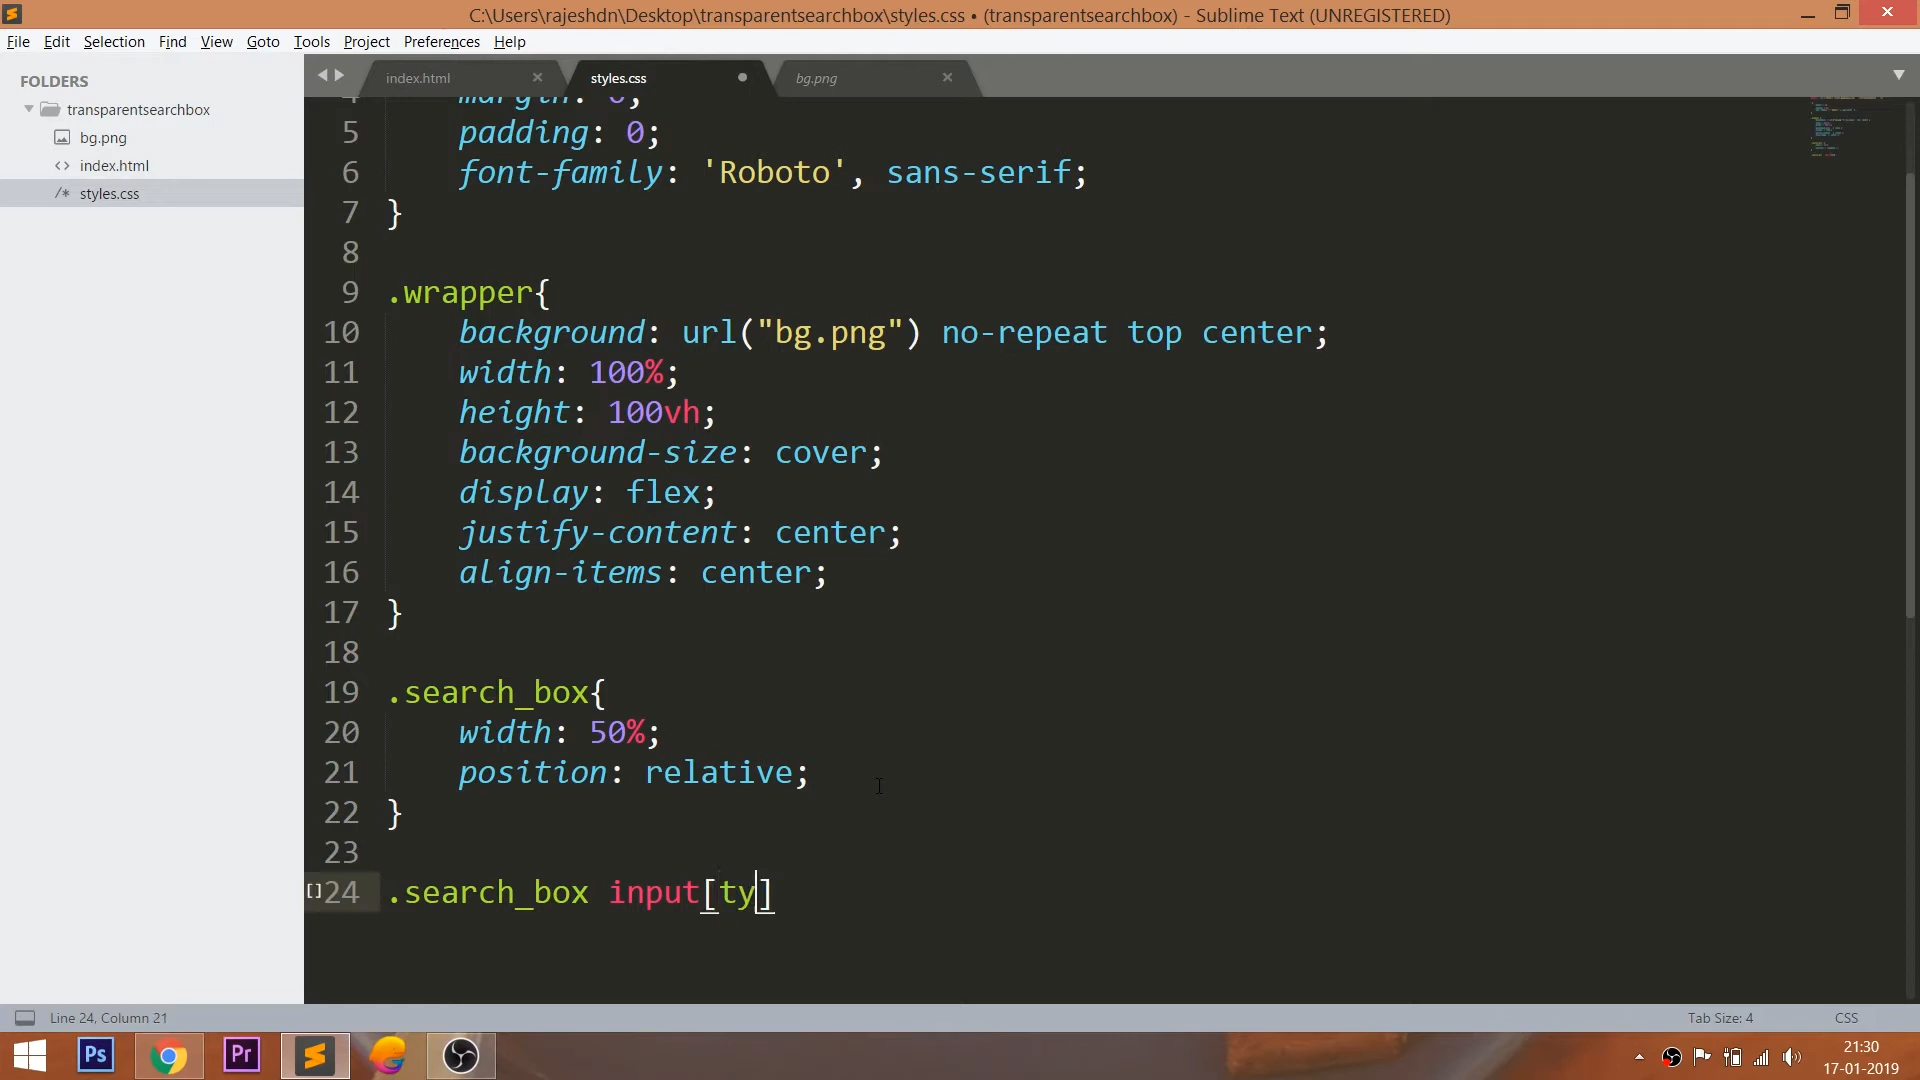 C:\Users\rajeshdn\Desktop\transparentsearchbox\styles.css • (transparentsearchbox) - Sublime Text (UNREGISTERED)
File Edit Selection Find View Goto Tools Project Preferences Help
FOLDERS
transparentsearchbox
bg.png
<> index.html
/* styles.css
index.html
styles.css
bg.png
4 margin: 0;
5 padding: 0;
6 font-family: 'Roboto', sans-serif;
7 }
8
9 .wrapper{
10 background: url("bg.png") no-repeat top center;
11 width: 100%;
12 height: 100vh;
13 background-size: cover;
14 display: flex;
15 justify-content: center;
16 align-items: center;
17 }
18
19 .search_box{
20 width: 50%;
21 position: relative;
22 }
23
[]24 .search_box input[ty]
Line 24, Column 21
Tab Size: 4
CSS
Ps
Pr
21:30
17-01-2019